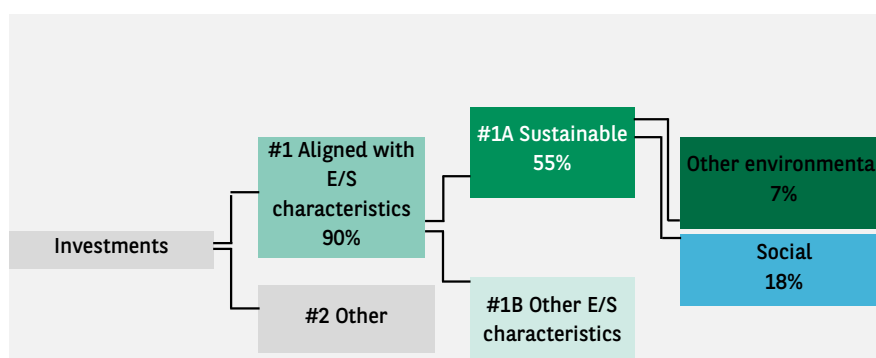 Investments
#1 Aligned with
E/S
characteristics
90%
#2 Other
#1A Sustainable
55%
#1B Other E/S
characteristics
Other environmenta
7%
Social
18%